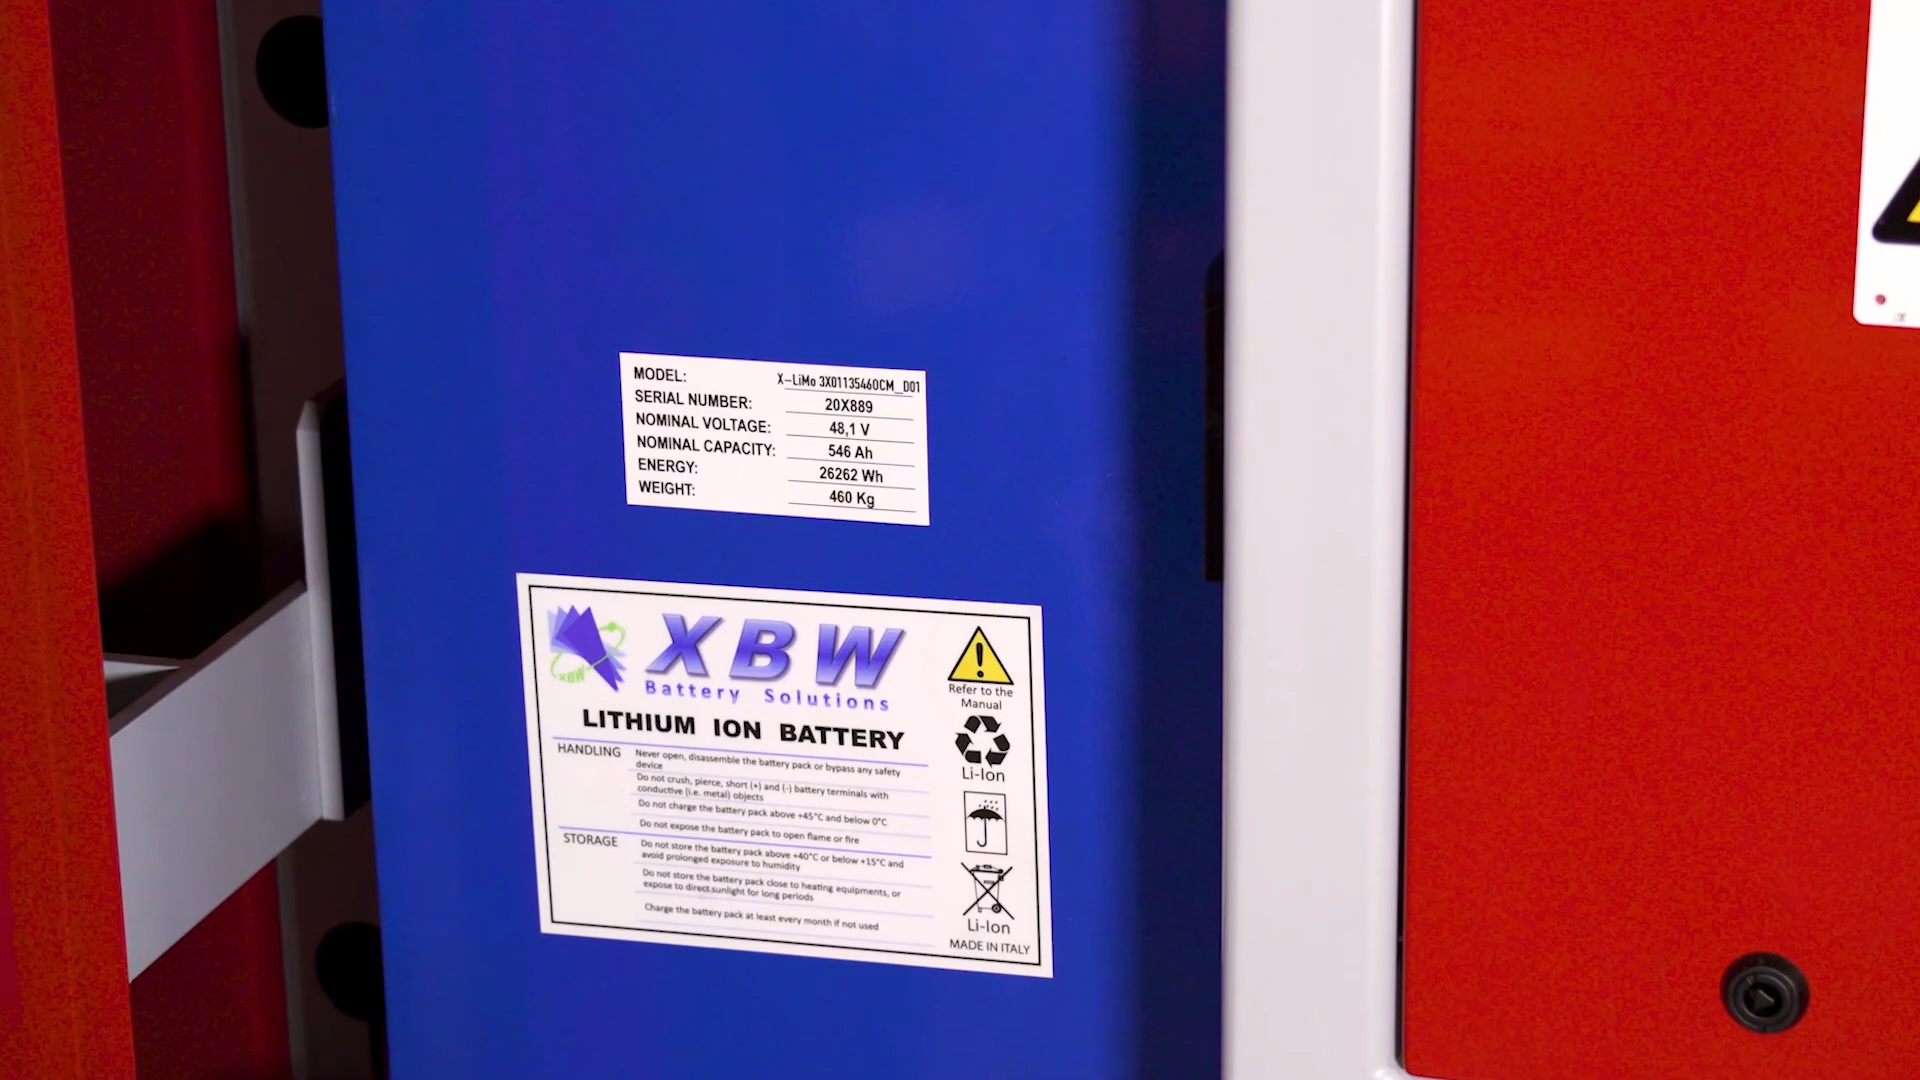 MODEL: X-LiMo 3X01135460CM_D01
SERIAL NUMBER: 20X889
NOMINAL VOLTAGE: 48,1 V
NOMINAL CAPACITY: 546 Ah
ENERGY: 26262 Wh
WEIGHT: 460 Kg
XBW
XBW
Battery Solutions
LITHIUM ION BATTERY
HANDLING
Never open, disassemble the battery pack or bypass any safety
device
Do not crush, pierce, short (+) and (-) battery terminals with
conductive (i.e. metal) objects
Do not charge the battery pack above +45°C and below 0°C
Do not expose the battery pack to open flame or fire
STORAGE
Do not store the battery pack above +40°C or below +15°C and
avoid prolonged exposure to humidity
Do not store the battery pack close to heating equipments, or
expose to direct.sunlight for long periods
Charge the battery pack at least every month if not used
Refer to the
Manual
Li-Ion
Li-Ion
MADE IN ITALY